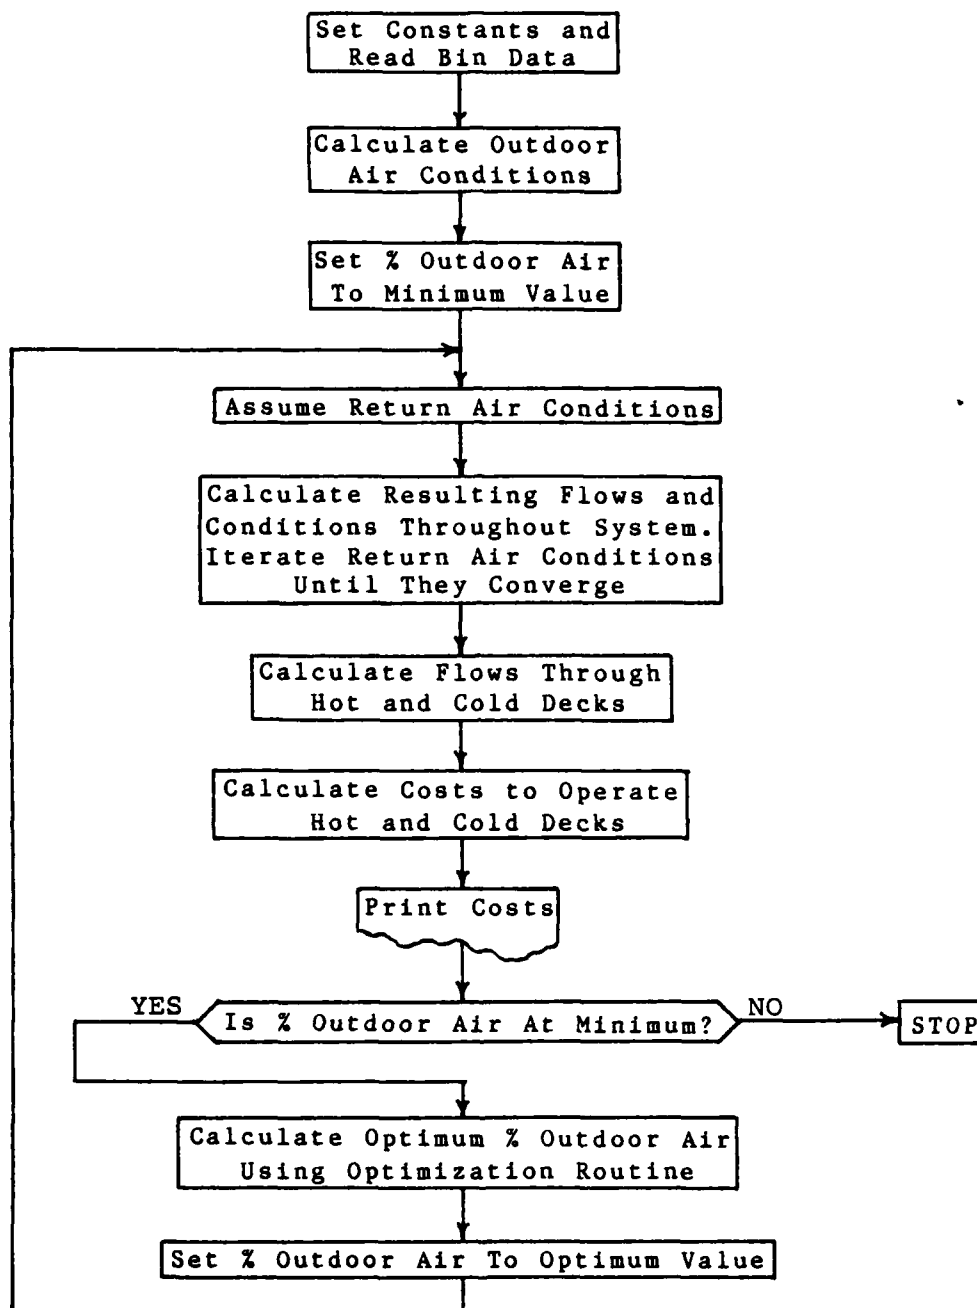 Set Constants and
Read Bin Data
Calculate Outdoor
Air Conditions
Set % Outdoor Air
To Minimum Value
Assume Return Air Conditions
Calculate Resulting Flows and
Conditions Throughout System.
Iterate Return Air Conditions
Until They Converge
Calculate Flows Through
Hot and Cold Decks
Calculate Costs to Operate
Hot and Cold Decks
Print Costs
YES
Is % Outdoor Air At Minimum?
NO
STOP
Calculate Optimum % Outdoor Air
Using Optimization Routine
Set % Outdoor Air To Optimum Value